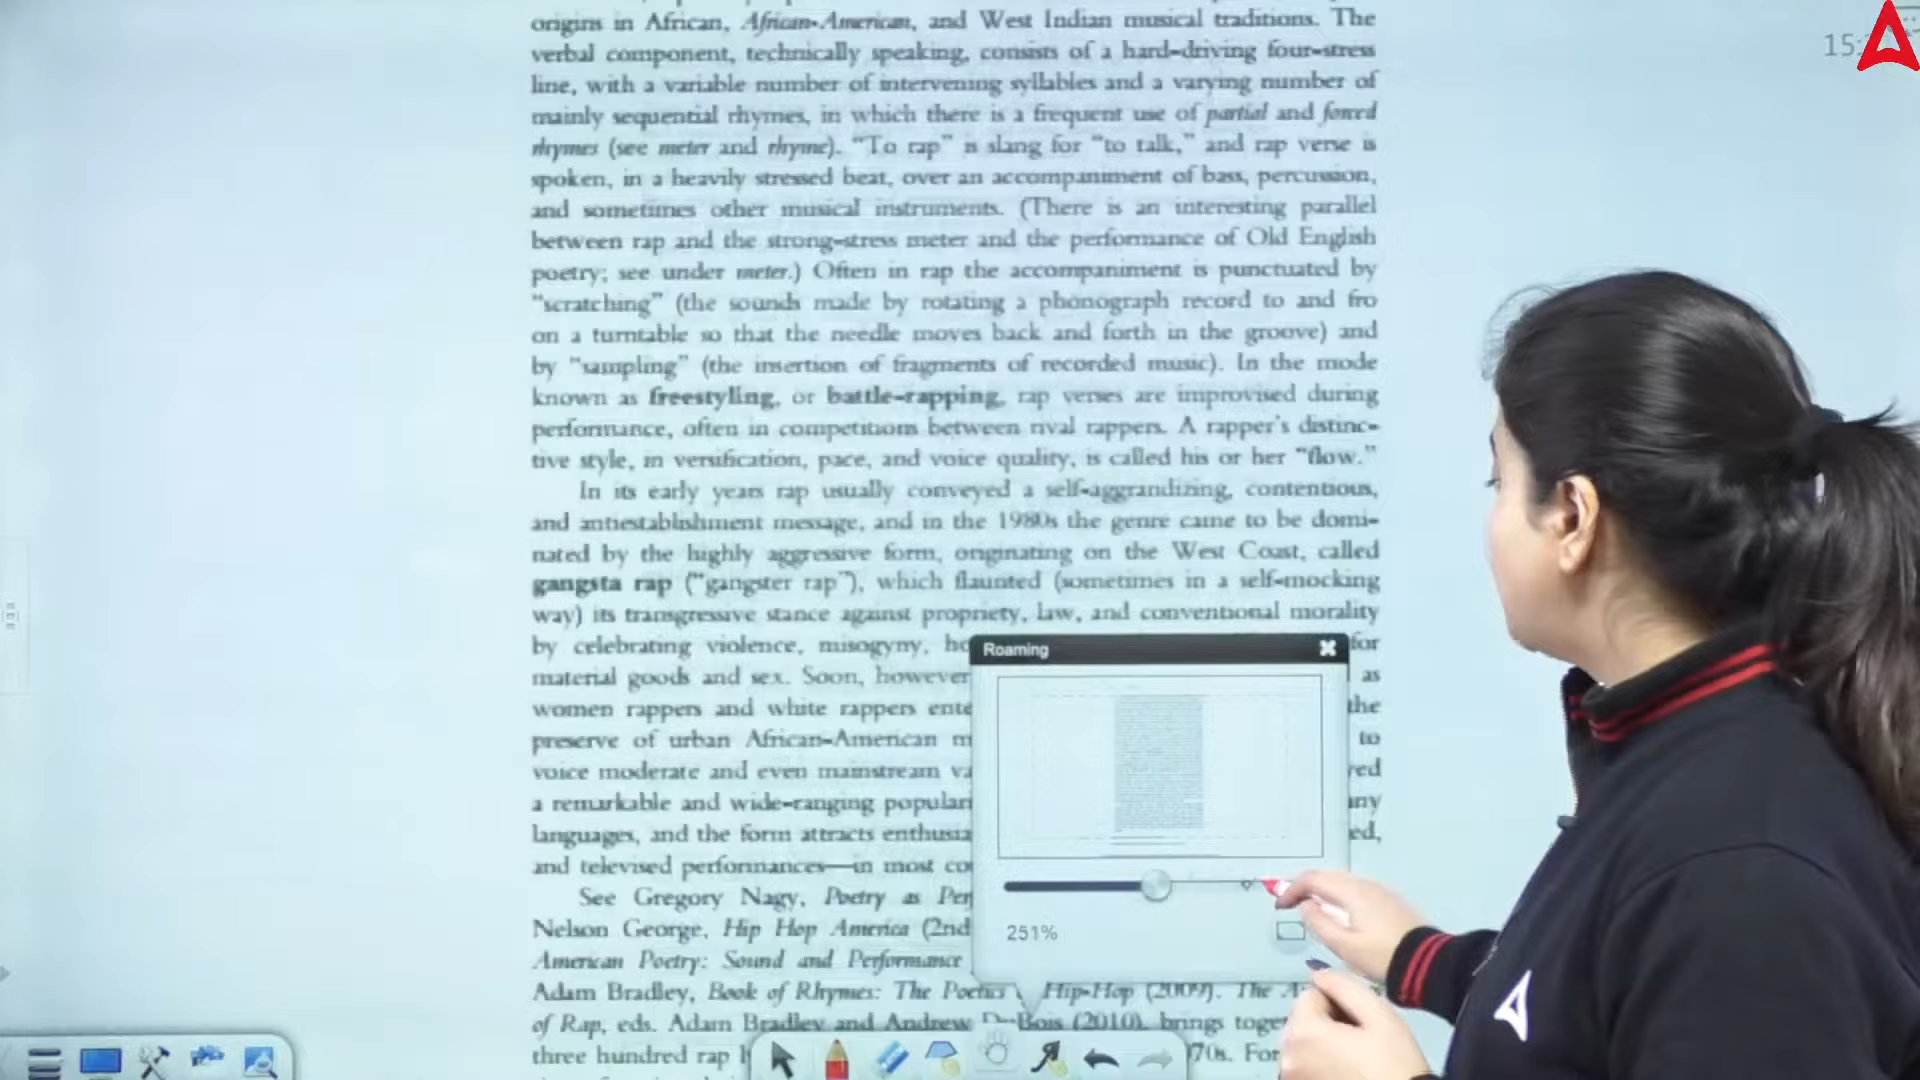 origins in African, African-American, and West Indian musical traditions. The
verbal component, technically speaking, consists of a hard-driving four-stress
line, with a variable number of intervening syllables and a varying number of
mainly sequential rhymes, in which there is a frequent use of partial and forced
rhymes (see meter and rhyme). “To rap” is slang for “to talk,” and rap verse is
spoken, in a heavily stressed beat, over an accompaniment of bass, percussion,
and sometimes other musical instruments. (There is an interesting parallel
between rap and the strong-stress meter and the performance of Old English
poetry; see under meter.) Often in rap the accompaniment is punctuated by
“scratching” (the sounds made by rotating a phonograph record to and fro
on a turntable so that the needle moves back and forth in the groove) and
by “sampling” (the insertion of fragments of recorded music). In the mode
known as freestyling, or battle-rapping, rap verses are improvised during
performance, often in competitions between rival rappers. A rapper's distinc-
tive style, in versification, pace, and voice quality, is called his or her “flow.”
In its early years rap usually conveyed a self-aggrandizing, contentious,
and antiestablishment message, and in the 1980s the genre came to be domi-
nated by the highly aggressive form, originating on the West Coast, called
gangsta rap (“gangster rap”), which flaunted (sometimes in a self-mocking
way) its transgressive stance against propriety, law, and conventional morality
by celebrating violence, misogyny, for
material goods and sex. Soon, however as
women rappers and white rappers the
preserve of urban African-American to
voice moderate and even mainstream
a remarkable and wide-ranging
languages, and the form attracts
and televised performances—in most
See Gregory Nagy, Poetry as
Nelson George, Hip Hop America (2nd
American Poetry: Sound and Performance
Adam Bradley, Book of Rhymes: The Poetics Hip-Hop (2009). The
of Rap, eds. Adam Bradley and Andrew DuBois (2010), brings
three hundred rap For
Roaming
251%
15: